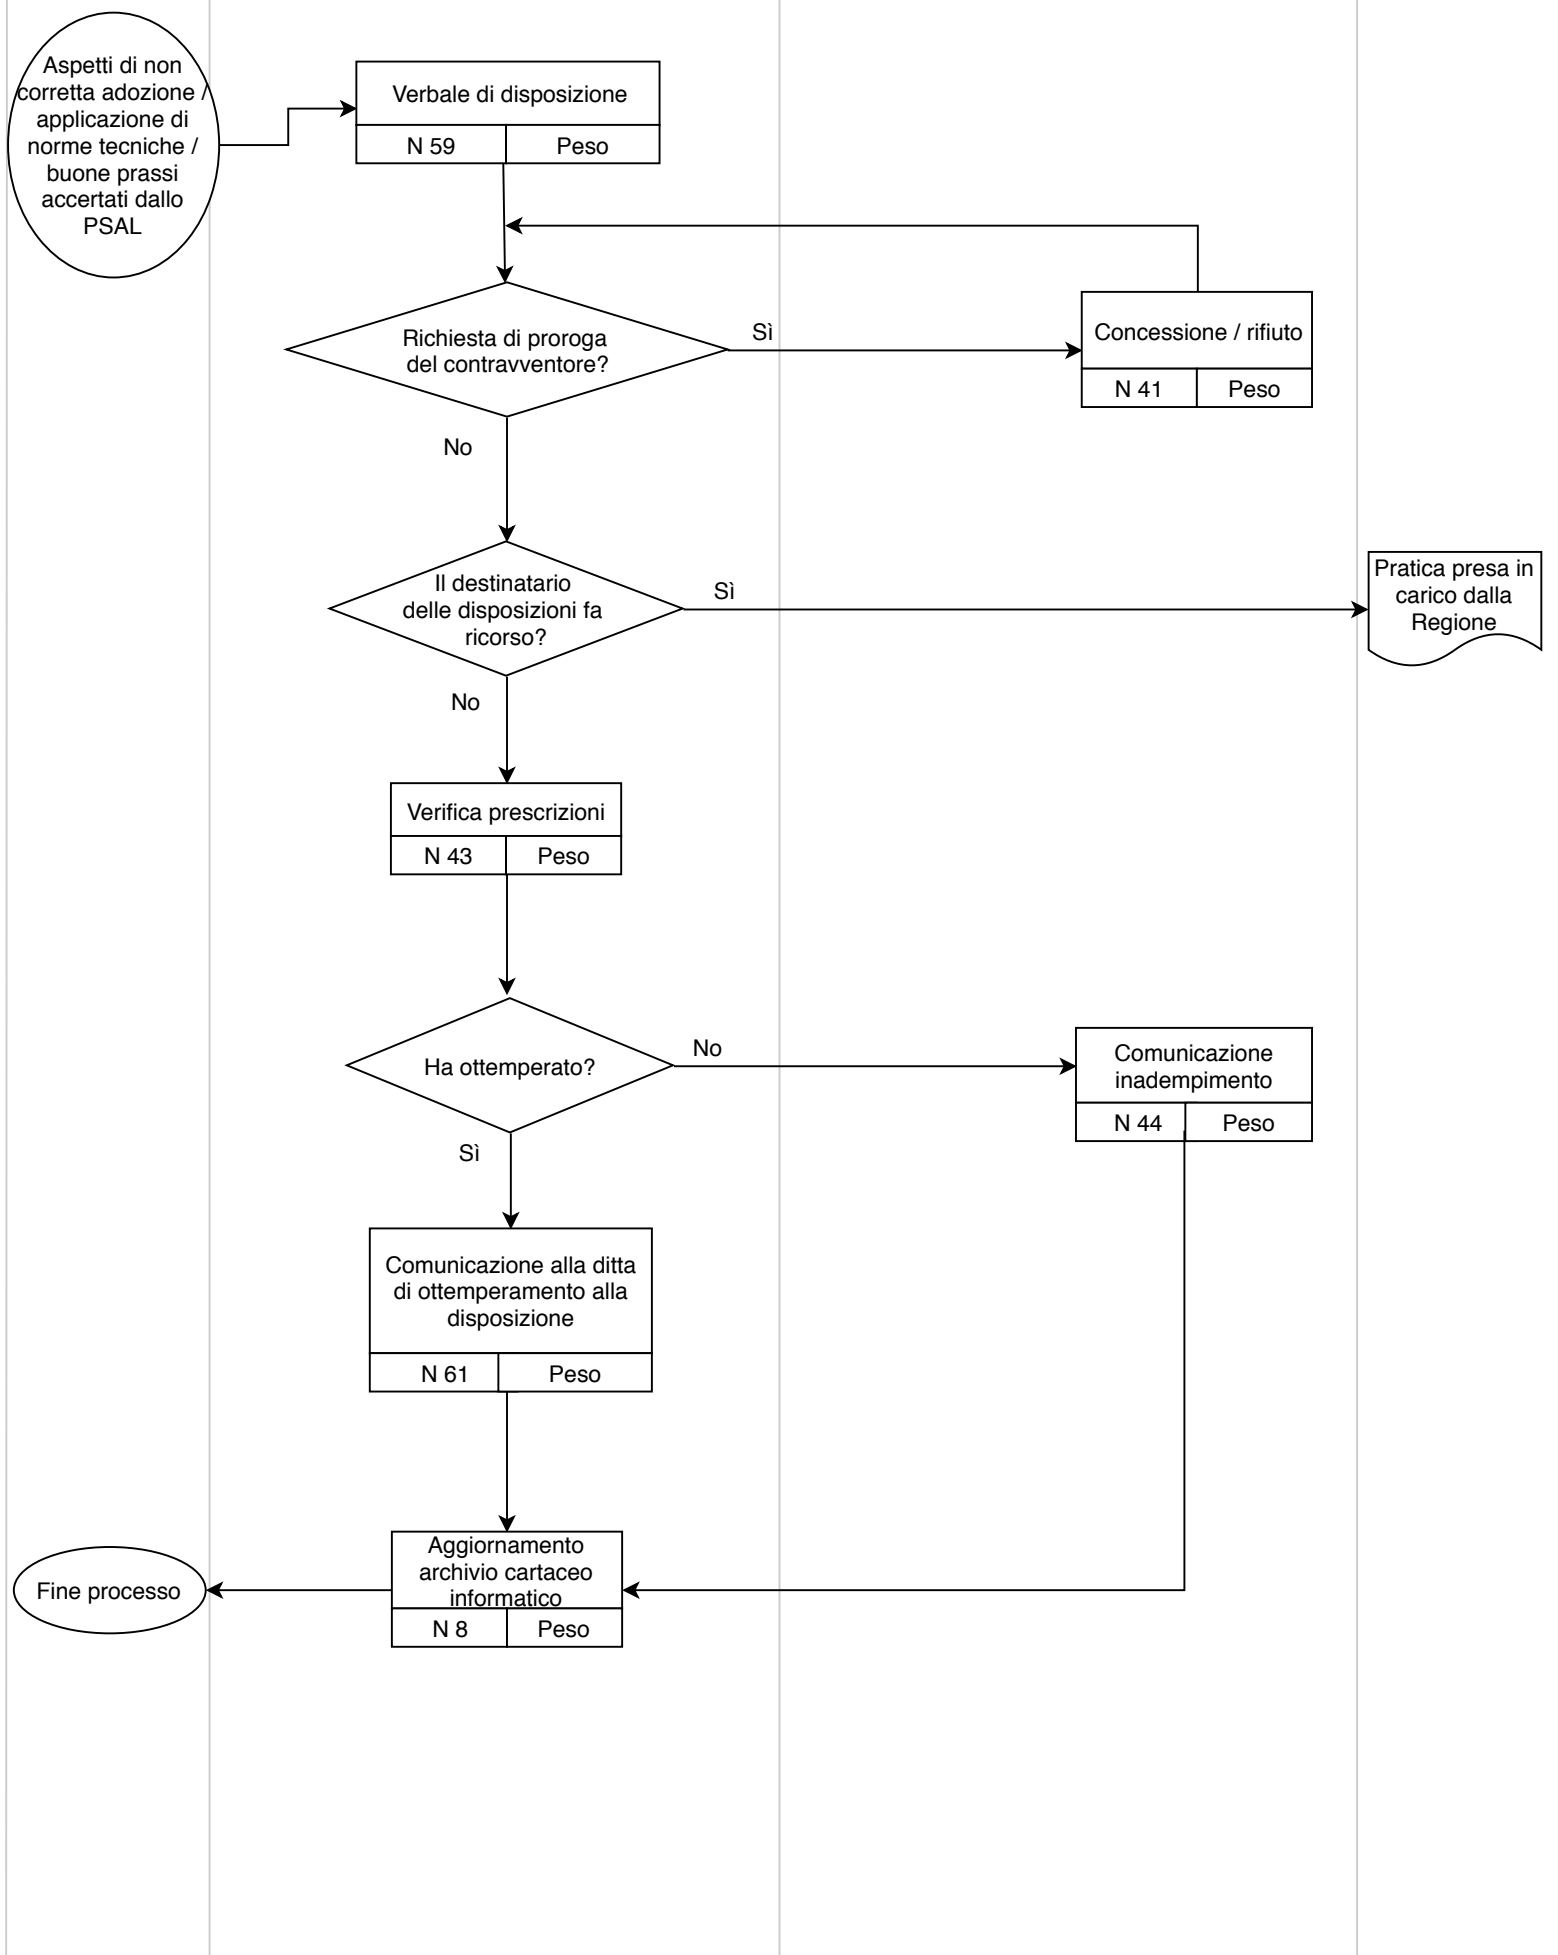 Aspetti di non
corretta adozione /
applicazione di
norme tecniche /
buone prassi
accertati dallo
PSAL
Verbale di disposizione
N 59
Peso
Richiesta di proroga
del contravventore?
Sì
Concessione / rifiuto
N 41
Peso
No
Il destinatario
delle disposizioni fa
ricorso?
Sì
Pratica presa in
carico dalla
Regione
No
Verifica prescrizioni
N 43
Peso
Ha ottemperato?
No
Comunicazione
inadempimento
N 44
Peso
Sì
Comunicazione alla ditta
di ottemperamento alla
disposizione
N 61
Peso
Aggiornamento
archivio cartaceo
informatico
N 8
Peso
Fine processo